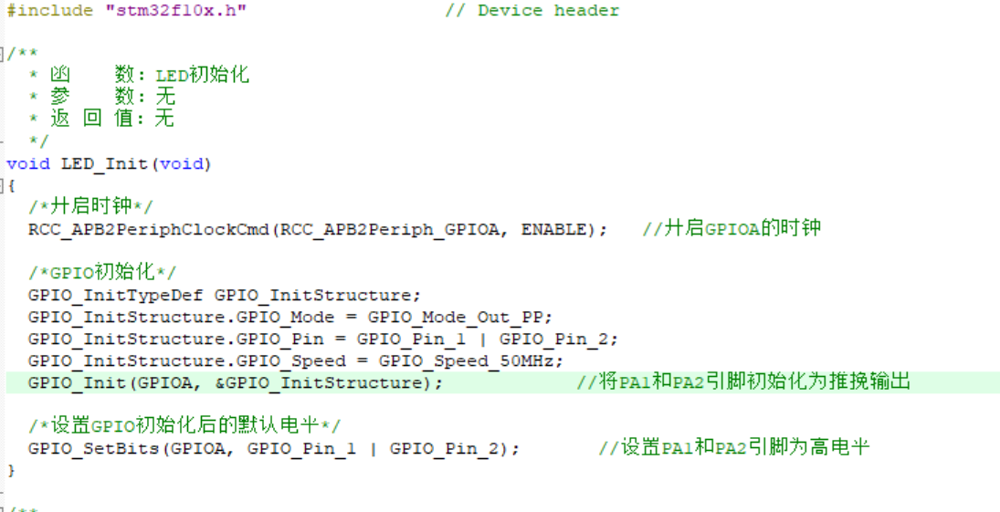 #include "stm32f10x.h"                  // Device header
/**
  * 函    数：LED初始化
  * 参    数：无
  * 返 回 值：无
  */
void LED_Init(void)
{
  /*开启时钟*/
  RCC_APB2PeriphClockCmd(RCC_APB2Periph_GPIOA, ENABLE);   //开启GPIOA的时钟
  /*GPIO初始化*/
  GPIO_InitTypeDef GPIO_InitStructure;
  GPIO_InitStructure.GPIO_Mode = GPIO_Mode_Out_PP;
  GPIO_InitStructure.GPIO_Pin = GPIO_Pin_1 | GPIO_Pin_2;
  GPIO_InitStructure.GPIO_Speed = GPIO_Speed_50MHz;
  GPIO_Init(GPIOA, &GPIO_InitStructure);            //将PA1和PA2引脚初始化为推挽输出
  /*设置GPIO初始化后的默认电平*/
  GPIO_SetBits(GPIOA, GPIO_Pin_1 | GPIO_Pin_2);       //设置PA1和PA2引脚为高电平
}
/**